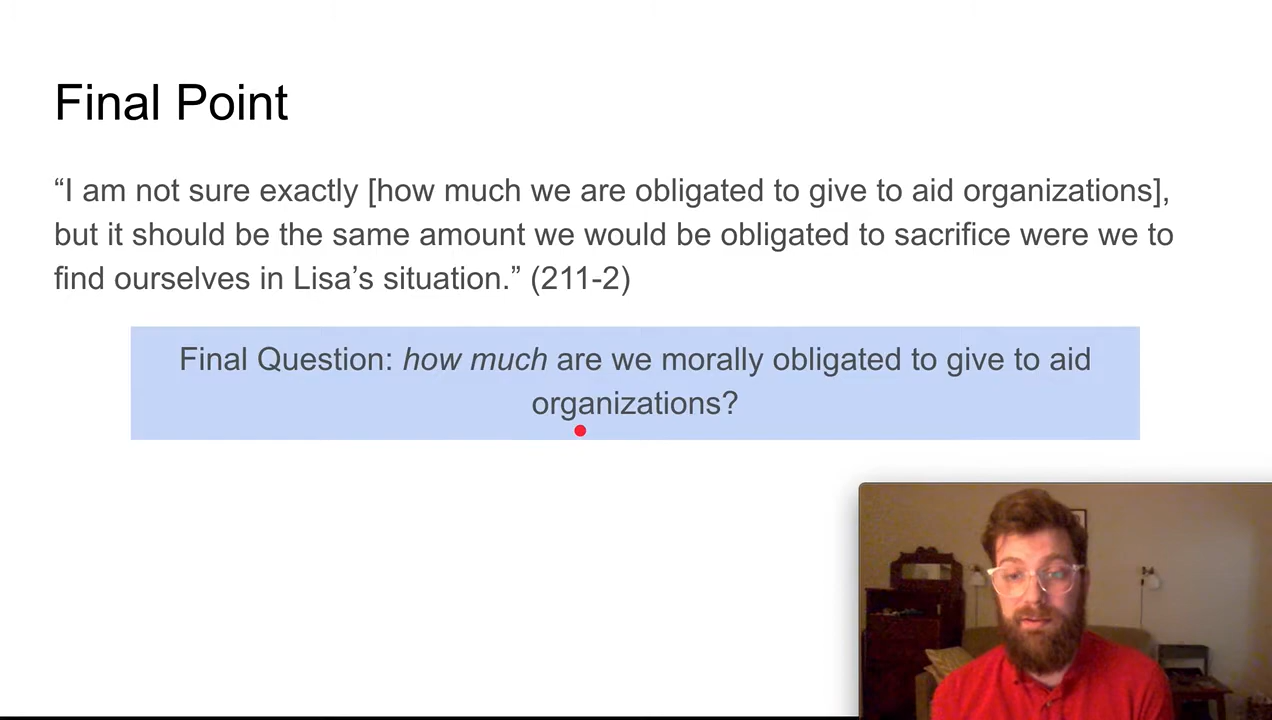 Final Point
“I am not sure exactly [how much we are obligated to give to aid organizations],
but it should be the same amount we would be obligated to sacrifice were we to
find ourselves in Lisa’s situation.” (211-2)
Final Question: how much are we morally obligated to give to aid
organizations?